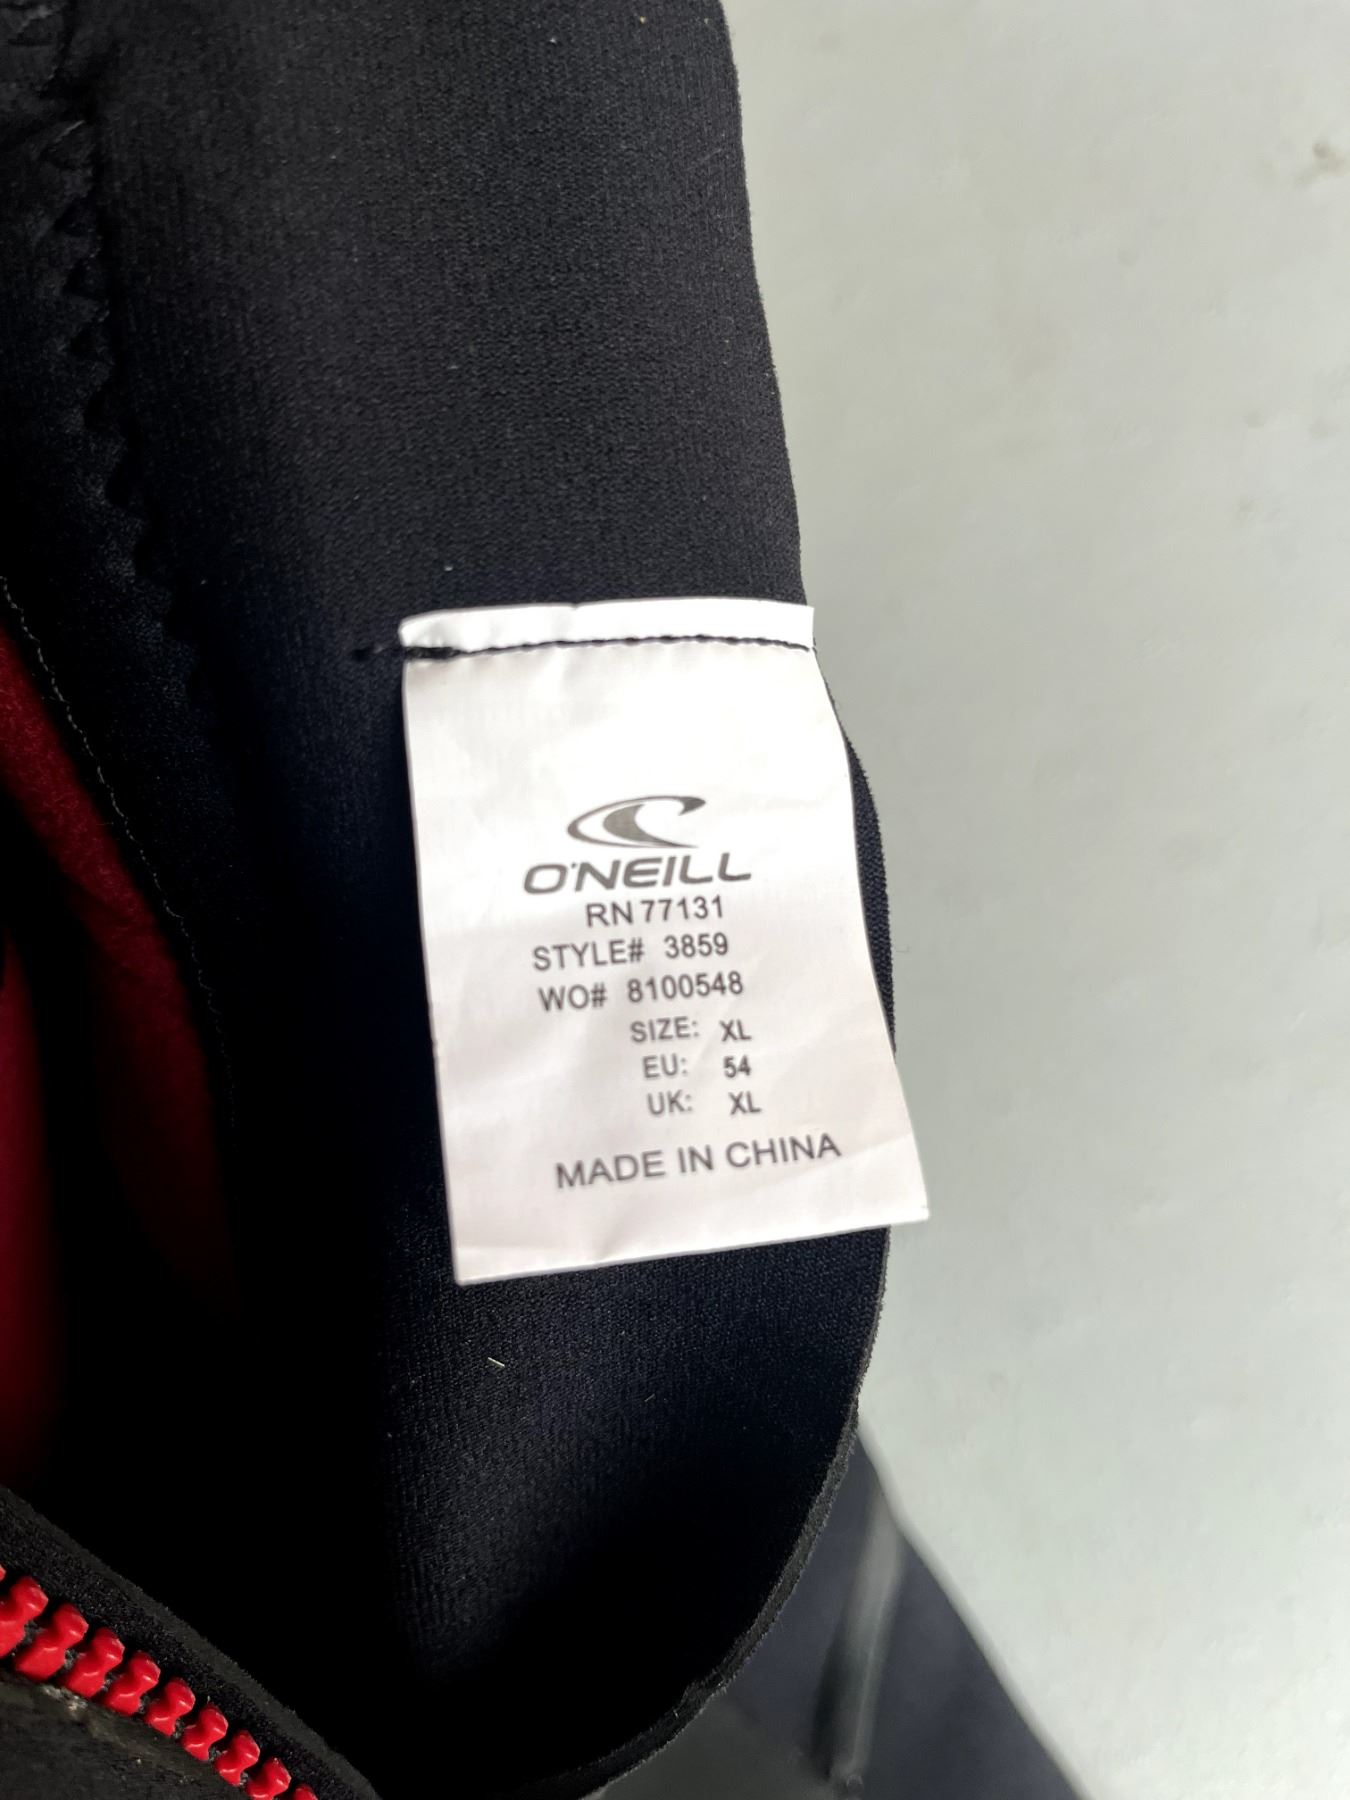 O'NEILL
RN 77131
STYLE# 3859
WO# 8100548
SIZE: XL
EU: 54
UK: XL
MADE IN CHINA